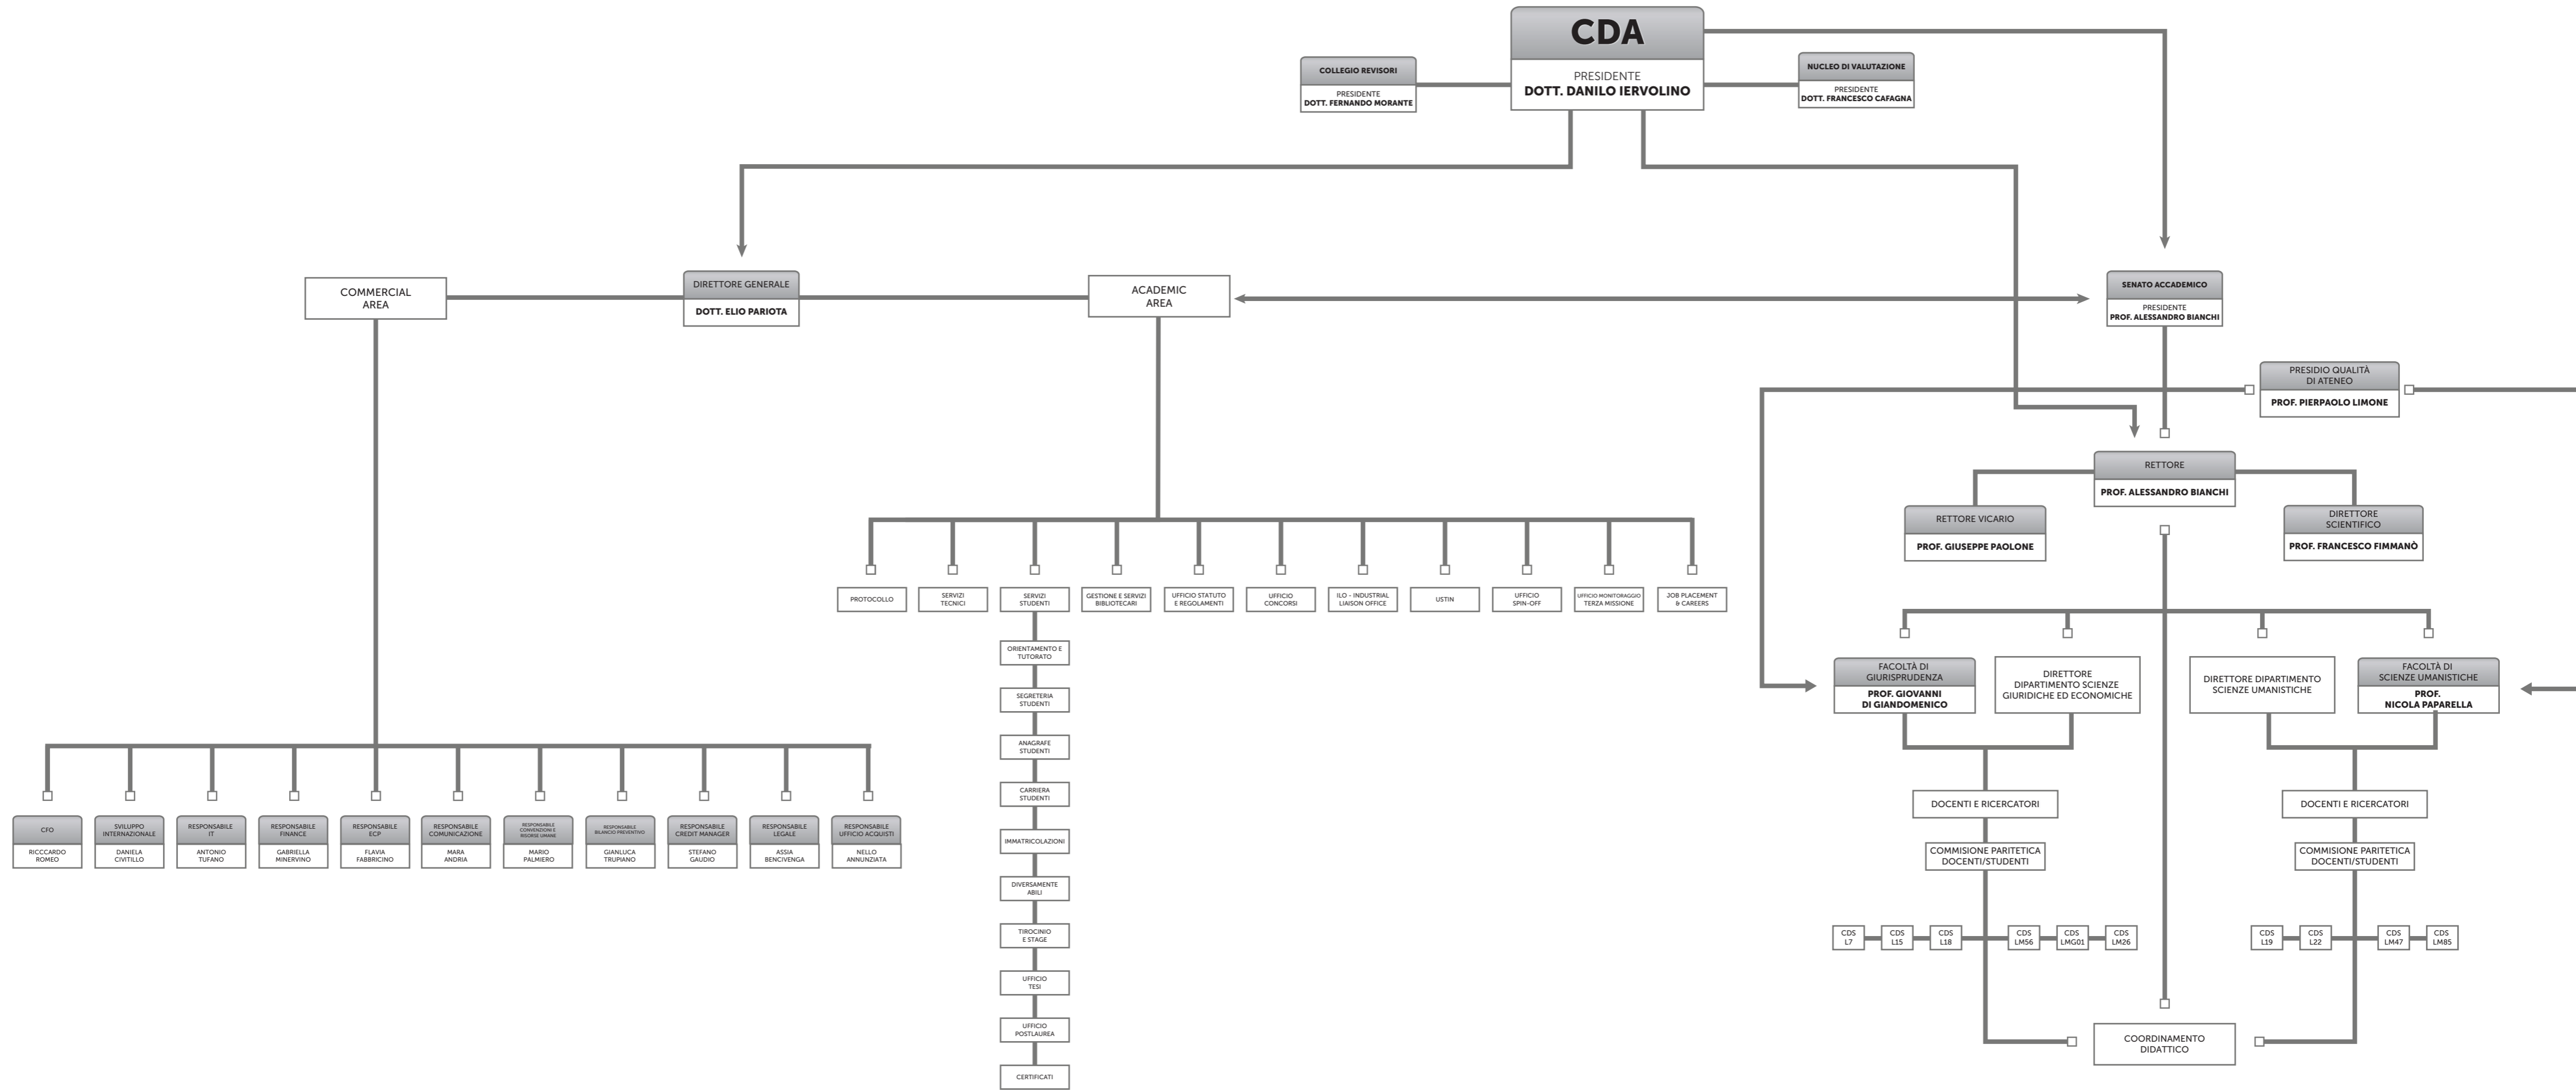 CDA
PRESIDENTE
DOTT. DANILO IERVOLINO
COLLEGIO REVISORI
PRESIDENTE
DOTT. FERNANDO MORANTE
NUCLEO DI VALUTAZIONE
PRESIDENTE
DOTT. FRANCESCO CAFAGNA
COMMERCIAL
AREA
DIRETTORE GENERALE
DOTT. ELIO PARIOTA
ACADEMIC
AREA
SENATO ACCADEMICO
PRESIDENTE
PROF. ALESSANDRO BIANCHI
PRESIDIO QUALITÀ
DI ATENEO
PROF. PIERPAOLO LIMONE
RETTORE
PROF. ALESSANDRO BIANCHI
RETTORE VICARIO
PROF. GIUSEPPE PAOLONE
DIRETTORE
SCIENTIFICO
PROF. FRANCESCO FIMMANÒ
PROTOCOLLO
SERVIZI
TECNICI
SERVIZI
STUDENTI
GESTIONE E SERVIZI
BIBLIOTECARI
UFFICIO STATUTO
E REGOLAMENTI
UFFICIO
CONCORSI
ILO - INDUSTRIAL
LIAISON OFFICE
USTIN
UFFICIO
SPIN-OFF
UFFICIO MONITORAGGIO
TERZA MISSIONE
JOB PLACEMENT
& CAREERS
ORIENTAMENTO E
TUTORATO
SEGRETERIA
STUDENTI
ANAGRAFE
STUDENTI
CARRIERA
STUDENTI
IMMATRICOLAZIONI
DIVERSAMENTE
ABILI
TIROCINIO
E STAGE
UFFICIO
TESI
UFFICIO
POSTLAUREA
CERTIFICATI
FACOLTÀ DI
GIURISPRUDENZA
PROF. GIOVANNI
DI GIANDOMENICO
DIRETTORE
DIPARTIMENTO SCIENZE
GIURIDICHE ED ECONOMICHE
DIRETTORE DIPARTIMENTO
SCIENZE UMANISTICHE
FACOLTÀ DI
SCIENZE UMANISTICHE
PROF.
NICOLA PAPARELLA
CFO
RICCCARDO
ROMEO
SVILUPPO
INTERNAZIONALE
DANIELA
CIVITILLO
RESPONSABILE
IT
ANTONIO
TUFANO
RESPONSABILE
FINANCE
GABRIELLA
MINERVINO
RESPONSABILE
ECP
FLAVIA
FABBRICINO
RESPONSABILE
COMUNICAZIONE
MARA
ANDRIA
RESPONSABILE
CONVENZIONI E
RISORSE UMANE
MARIO
PALMIERO
RESPONSABILE
BILANCIO PREVENTIVO
GIANLUCA
TRUPIANO
RESPONSABILE
CREDIT MANAGER
STEFANO
GAUDIO
RESPONSABILE
LEGALE
ASSIA
BENCIVENGA
RESPONSABILE
UFFICIO ACQUISTI
NELLO
ANNUNZIATA
DOCENTI E RICERCATORI
COMMISIONE PARITETICA
DOCENTI/STUDENTI
DOCENTI E RICERCATORI
COMMISIONE PARITETICA
DOCENTI/STUDENTI
CDS
L7
CDS
L15
CDS
L18
CDS
LM56
CDS
LMG01
CDS
LM26
CDS
L19
CDS
L22
CDS
LM47
CDS
LM85
COORDINAMENTO
DIDATTICO